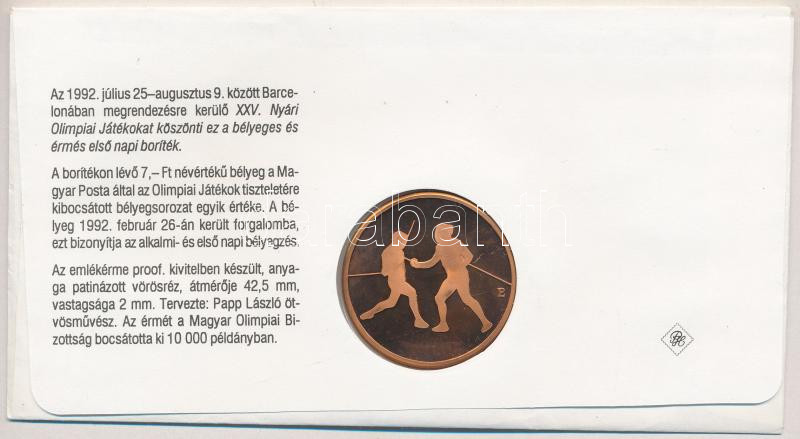 Az 1992. július 25–augusztus 9. között Barce-
lonában megrendezésre kerülő XXV. Nyári
Olimpiai Játékokat köszönti ez a bélyeges és
érmés első napi boríték.
A borítékon lévő 7,– Ft névértékű bélyeg a Ma-
gyar Posta által az Olimpiai Játékok tiszteletére
kibocsátott bélyegsorozat egyik értéke. A bé-
lyeg 1992. február 26-án került forgalomba,
ezt bizonyítja az alkalmi- és első napi bélyegzés.
Az emlékérme proof. kivitelben készült, anya-
ga patinázott vörösréz, átmérője 42,5 mm,
vastagsága 2 mm. Tervezte: Papp László öt-
vösművész. Az érmét a Magyar Olimpiai Bi-
zottság bocsátotta ki 10 000 példányban.
darabanth